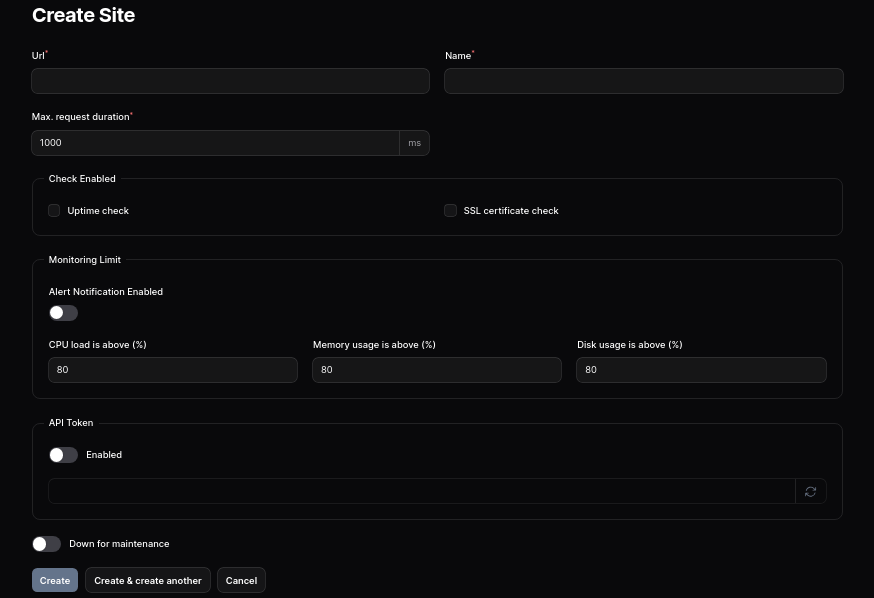 Create Site
Url* Name*
Max. request duration*
1000 ms
Check Enabled
Uptime check SSL certificate check
Monitoring Limit
Alert Notification Enabled
CPU load is above (%) Memory usage is above (%) Disk usage is above (%)
80 80 80
API Token
Enabled
Down for maintenance
Create Create & create another Cancel